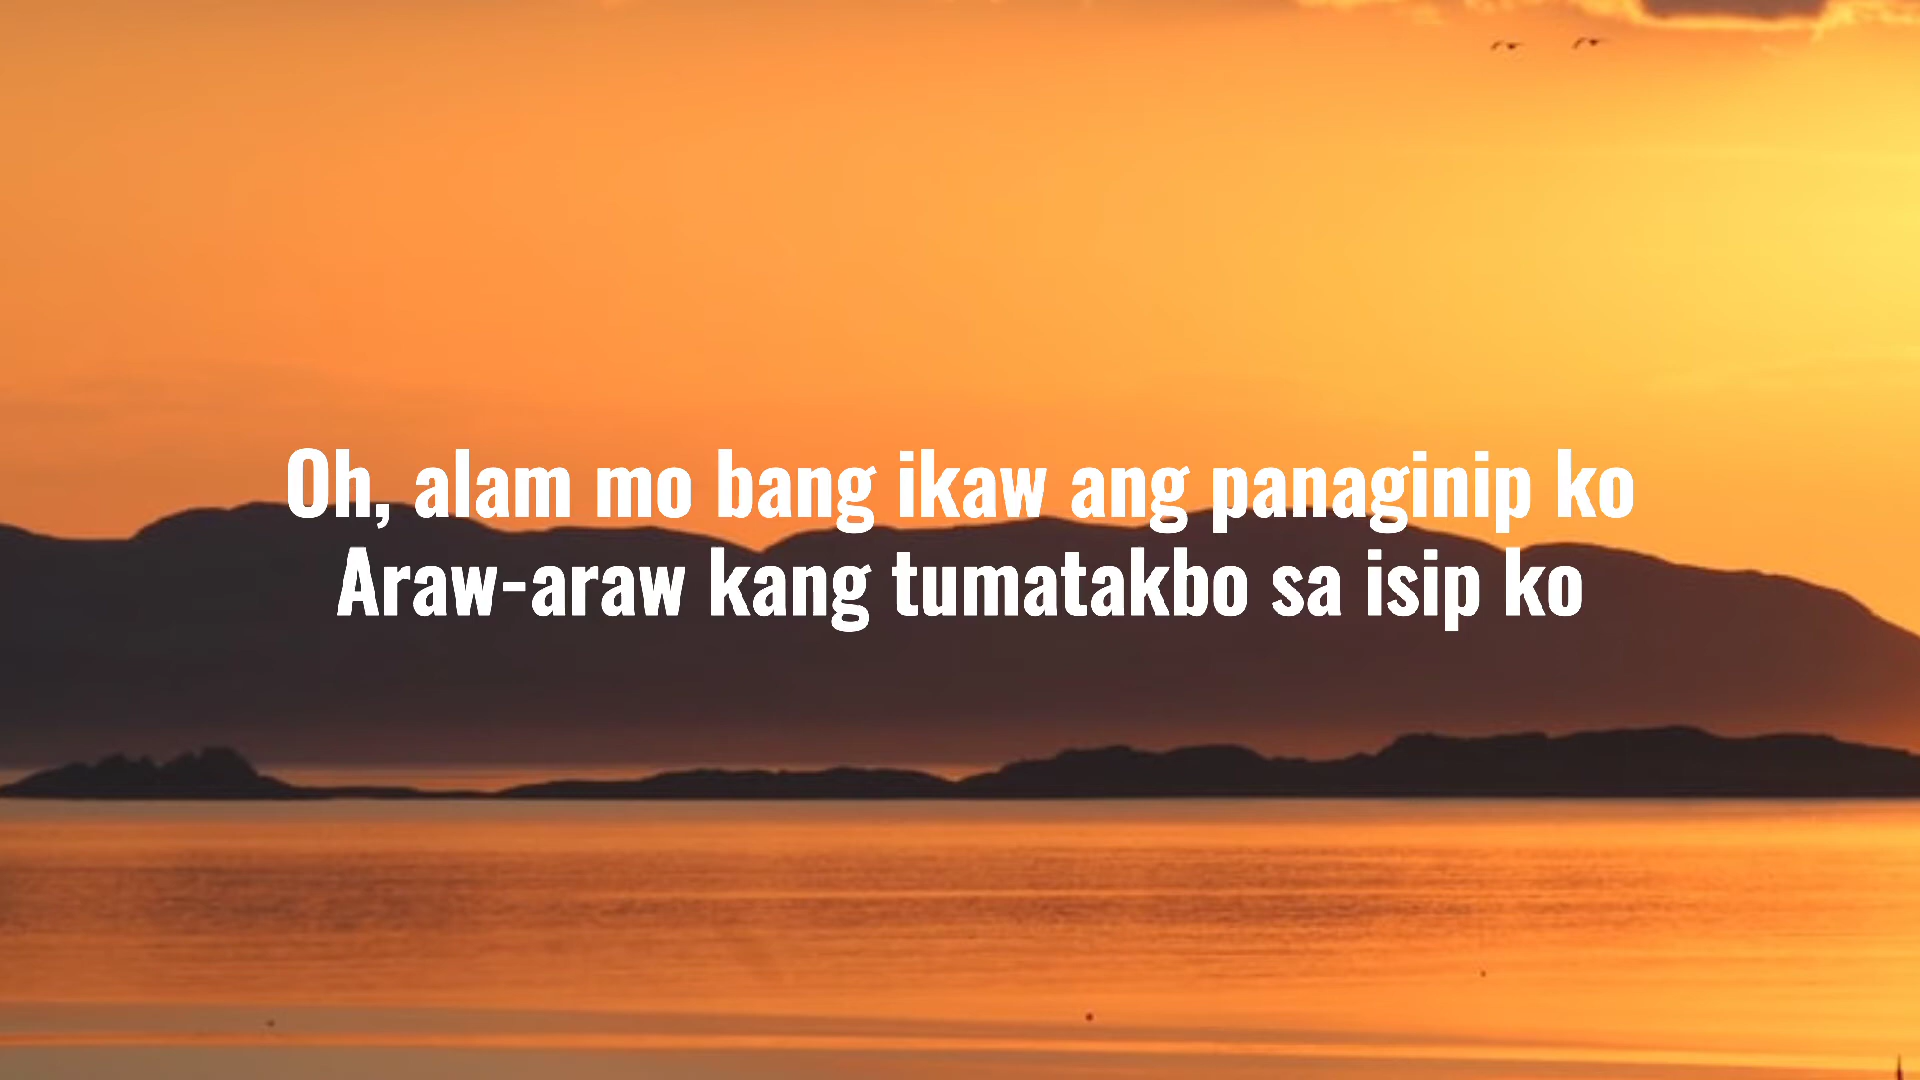 Oh, alam mo bang ikaw ang panaginip ko
Araw-araw kang tumatakbo sa isip ko